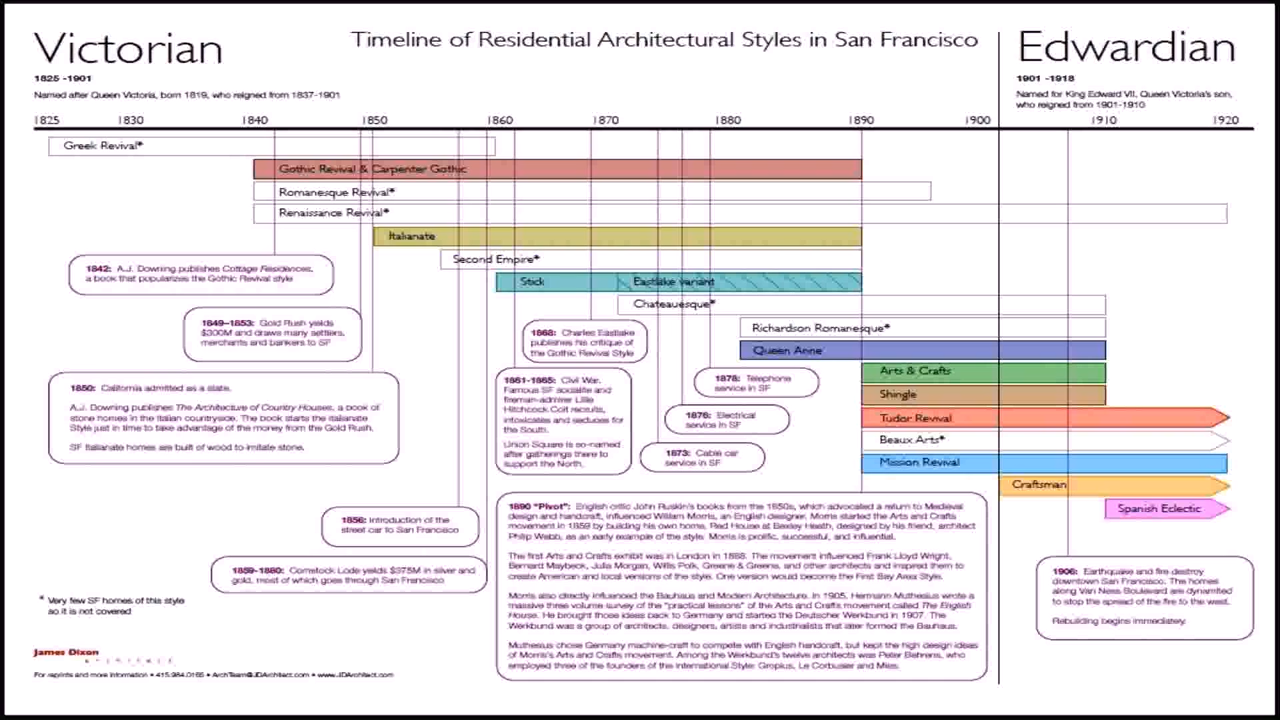 Victorian
Timeline of Residential Architectural Styles in San Francisco
Edwardian
1825 -1901
Named after Queen Victoria, born 1819, who reigned from 1837-1901
1901 -1918
Named for King Edward VII, Queen Victoria's son,
who reigned from 1901-1910
1825 1830 1840 1850 1860 1870 1880 1890 1900 1910 1920
Greek Revival*
Gothic Revival & Carpenter Gothic
Romanesque Revival*
Renaissance Revival*
Italianate
Second Empire*
Stick
Eastlake variant
Chateauesque*
Richardson Romanesque*
Queen Anne
Arts & Crafts
Shingle
Tudor Revival
Beaux Arts*
Mission Revival
Craftsman
Spanish Eclectic
1842: A.J. Downing publishes Cottage Residences,
a book that popularizes the Gothic Revival style
1849–1853: Gold Rush yields
$300M and draws many settlers,
merchants and bankers to SF
1850: California admitted as a state.
A.J. Downing publishes The Architecture of Country Houses, a book of
stone homes in the Italian countryside. The book starts the Italianate
Style just in time to take advantage of the money from the Gold Rush.
SF Italianate homes are built of wood to imitate stone.
1856: Introduction of the
street car to San Francisco
1859-1880: Comstock Lode yields $375M in silver and
gold, most of which goes through San Francisco
1868: Charles Eastlake
publishes his critique of
the Gothic Revival Style
1861-1865: Civil War.
Famous SF socialite and
fireman-admirer Lillie
Hitchcock Coit recruits,
intoxicates and seduces for
the South.
Union Square is so-named
after gatherings there to
support the North.
1878: Telephone
service in SF
1876: Electrical
service in SF
1873: Cable car
service in SF
1890 "Pivot": English critic John Ruskin's books from the 1850s, which advocated a return to Medieval
design and handcraft, influenced William Morris, an English designer. Morris started the Arts and Crafts
movement in 1859 by building his own home, Red House at Bexley Heath, designed by his friend, architect
Philip Webb, as an early example of the style. Morris is prolific, successful, and influential.
The first Arts and Crafts exhibit was in London in 1888. The movement influenced Frank Lloyd Wright,
Bernard Maybeck, Julia Morgan, Willis Polk, Greene & Greene, and other architects and inspired them to
create American and local versions of the style. One version would become the First Bay Area Style.
Morris also directly influenced the Bauhaus and Modern Architecture. In 1905, Hermann Muthesius wrote a
massive three volume survey of the "practical lessons" of the Arts and Crafts movement called The English
House. He brought those ideas back to Germany and started the Deutscher Werkbund in 1907. The
Werkbund was a group of architects, designers, artists and industrialists that later formed the Bauhaus.
Muthesius chose Germany machine-craft to compete with English handcraft, but kept the high design ideas
of Morris's Arts and Crafts movement. Among the Werkbund's twelve architects was Peter Behrens, who
employed three of the founders of the International Style: Gropius, Le Corbusier and Mies.
1906: Earthquake and fire destroy
downtown San Francisco. The homes
along Van Ness Boulevard are dynamited
to stop the spread of the fire to the west.
Rebuilding begins immediately.
* Very few SF homes of this style
so it is not covered
James Dixon
For reprints and more information • 415.984.0165 • ArchTeam@JDArchitect.com • www.JDArchitect.com